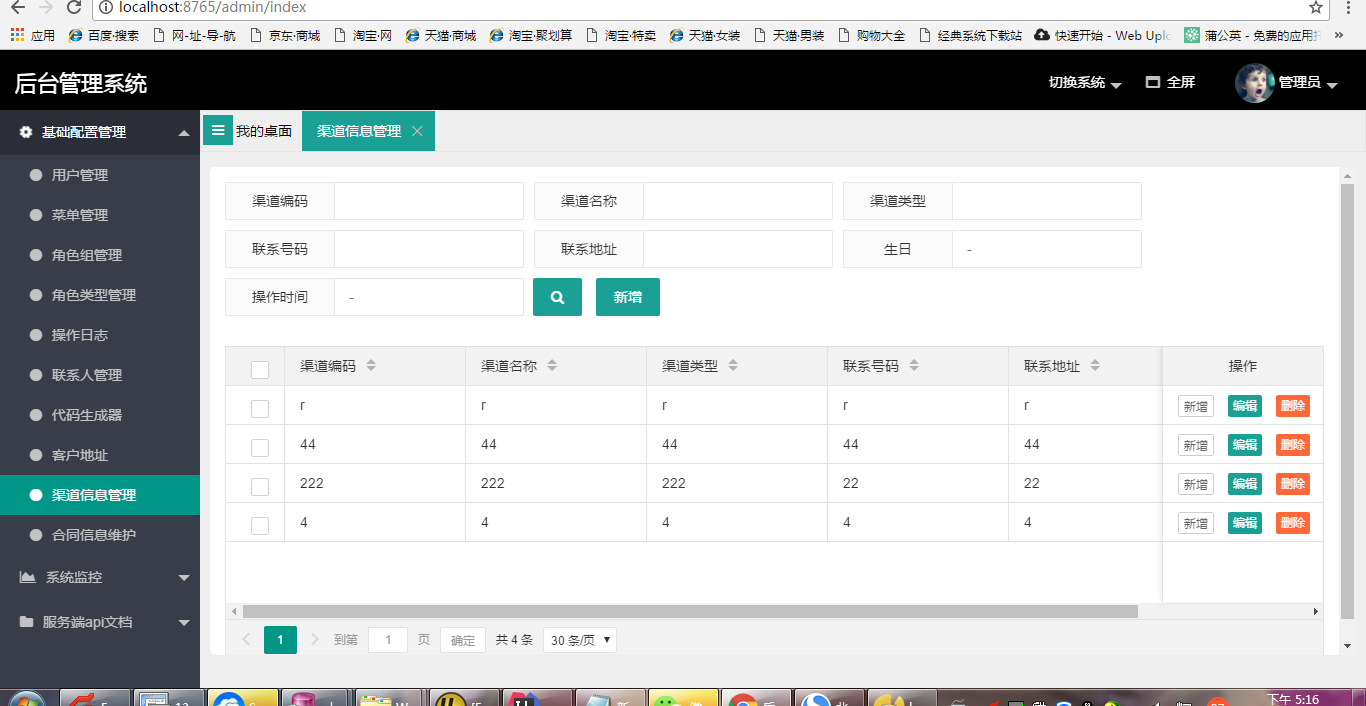 localhost:8765/admin/index
应用 百度·搜索 网-址-导-航 京东·商城 淘宝·网 天猫·商城 淘宝·聚划算 淘宝·特卖 天猫·女装 天猫·男装 购物大全 经典系统下载站 快速开始 - Web Uplo 蒲公英 - 免费的应用 »
后台管理系统
切换系统 全屏 管理员
基础配置管理
用户管理
菜单管理
角色组管理
角色类型管理
操作日志
联系人管理
代码生成器
客户地址
渠道信息管理
合同信息维护
系统监控
服务端api文档
我的桌面 渠道信息管理
渠道编码 渠道名称 渠道类型
联系号码 联系地址 生日 -
操作时间 - 新增
渠道编码 渠道名称 渠道类型 联系号码 联系地址 操作
r r r r r 新增 编辑 删除
44 44 44 44 44 新增 编辑 删除
222 222 222 22 22 新增 编辑 删除
4 4 4 4 4 新增 编辑 删除
1 到第 1 页 确定 共 4 条 30 条/页
下午 5:16